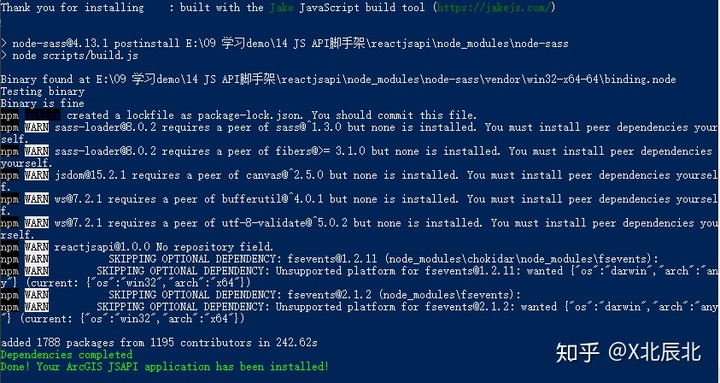 Thank you for installing    : built with the Jake JavaScript build tool (https://jakejs.com/)
> node-sass@4.13.1 postinstall E:\09 学习demo\14 JS API脚手架\reactjsapi\node_modules\node-sass
> node scripts/build.js
Binary found at E:\09 学习demo\14 JS API脚手架\reactjsapi\node_modules\node-sass\vendor\win32-x64-64\binding.node
Testing binary
Binary is fine
npm created a lockfile as package-lock.json. You should commit this file.
npm WARN sass-loader@8.0.2 requires a peer of sass@^1.3.0 but none is installed. You must install peer dependencies your
self.
npm WARN sass-loader@8.0.2 requires a peer of fibers@>= 3.1.0 but none is installed. You must install peer dependencies
yourself.
npm WARN jsdom@15.2.1 requires a peer of canvas@^2.5.0 but none is installed. You must install peer dependencies yoursel
f.
npm WARN ws@7.2.1 requires a peer of bufferutil@^4.0.1 but none is installed. You must install peer dependencies yoursel
f.
npm WARN ws@7.2.1 requires a peer of utf-8-validate@^5.0.2 but none is installed. You must install peer dependencies you
rself.
npm WARN reactjsapi@1.0.0 No repository field.
npm WARN SKIPPING OPTIONAL DEPENDENCY: fsevents@1.2.11 (node_modules\chokidar\node_modules\fsevents):
npm WARN SKIPPING OPTIONAL DEPENDENCY: Unsupported platform for fsevents@1.2.11: wanted {"os":"darwin","arch":"a
ny"} (current: {"os":"win32","arch":"x64"})
npm WARN SKIPPING OPTIONAL DEPENDENCY: fsevents@2.1.2 (node_modules\fsevents):
npm WARN SKIPPING OPTIONAL DEPENDENCY: Unsupported platform for fsevents@2.1.2: wanted {"os":"darwin","arch":"any
"} (current: {"os":"win32","arch":"x64"})
added 1788 packages from 1195 contributors in 242.62s
Dependencies completed
Done! Your ArcGIS JSAPI application has been installed!
知乎 @X北辰北